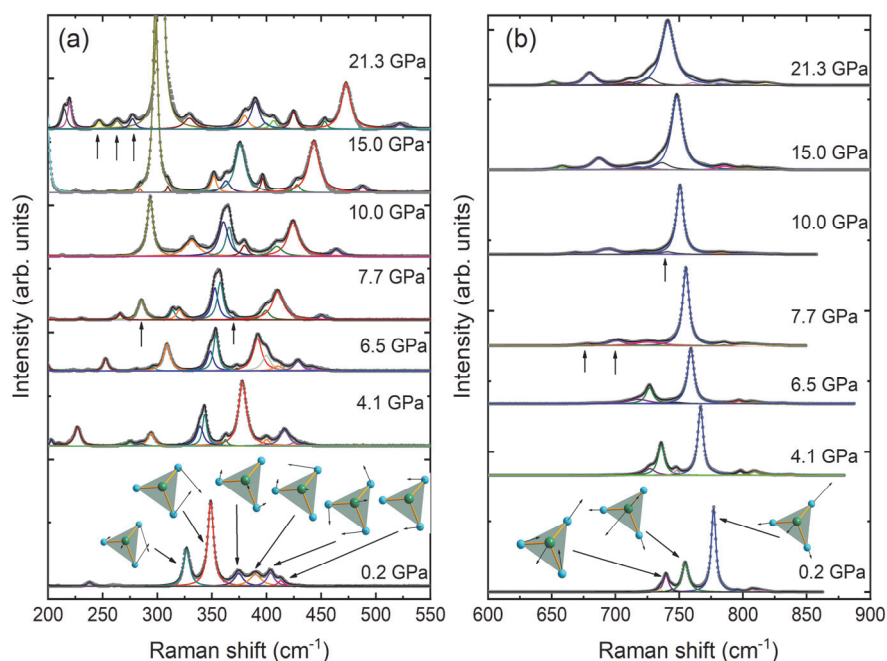 (a)
21.3 GPa
15.0 GPa
10.0 GPa
7.7 GPa
6.5 GPa
4.1 GPa
0.2 GPa
Intensity (arb. units)
200 250 300 350 400 450 500 550
Raman shift (cm⁻¹)
(b)
21.3 GPa
15.0 GPa
10.0 GPa
7.7 GPa
6.5 GPa
4.1 GPa
0.2 GPa
Intensity (arb. units)
600 650 700 750 800 850 900
Raman shift (cm⁻¹)